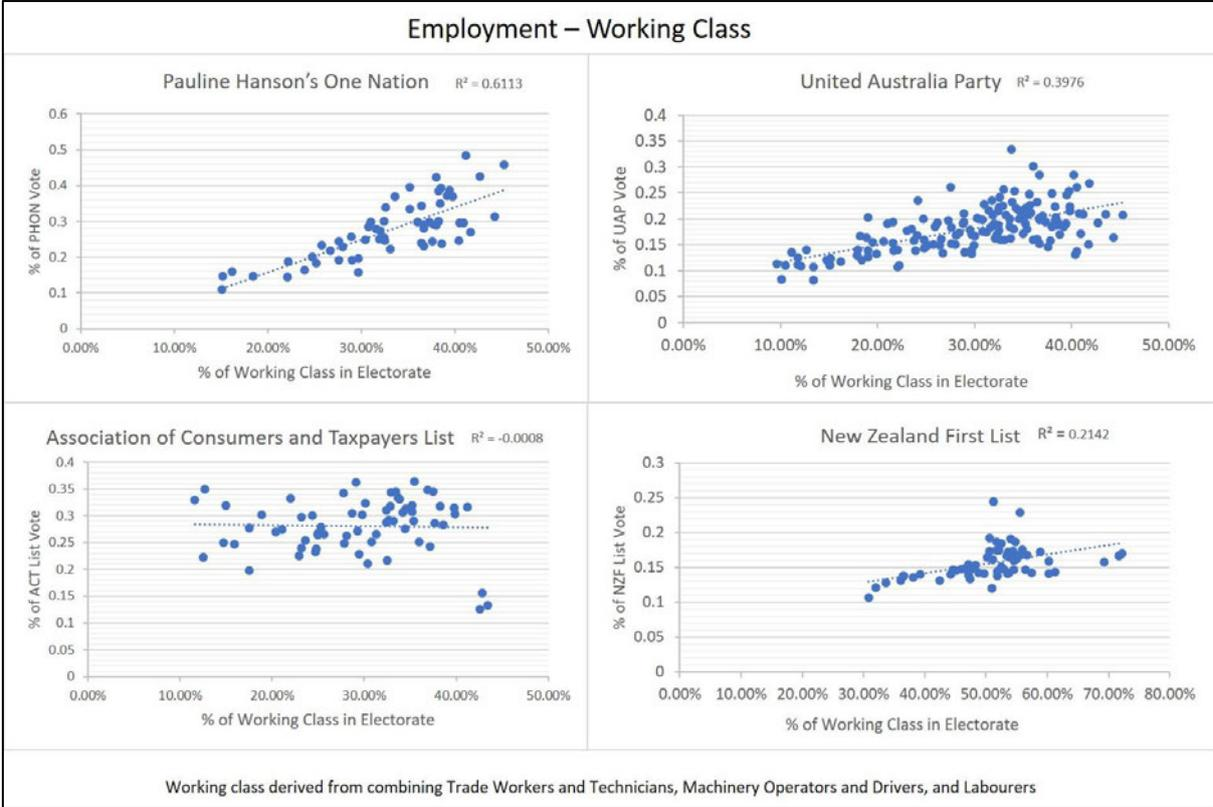 Employment – Working Class
Pauline Hanson's One Nation R² = 0.6113
% of PHON Vote
0.6
0.5
0.4
0.3
0.2
0.1
0
0.00% 10.00% 20.00% 30.00% 40.00% 50.00%
% of Working Class in Electorate
United Australia Party R² = 0.3976
% of UAP Vote
0.4
0.35
0.3
0.25
0.2
0.15
0.1
0.05
0
0.00% 10.00% 20.00% 30.00% 40.00% 50.00%
% of Working Class in Electorate
Association of Consumers and Taxpayers List R² = -0.0008
% of ACT List Vote
0.4
0.35
0.3
0.25
0.2
0.15
0.1
0.05
0
0.00% 10.00% 20.00% 30.00% 40.00% 50.00%
% of Working Class in Electorate
New Zealand First List R² = 0.2142
% of NZF List Vote
0.3
0.25
0.2
0.15
0.1
0.05
0
0.00% 10.00% 20.00% 30.00% 40.00% 50.00% 60.00% 70.00% 80.00%
% of Working Class in Electorate
Working class derived from combining Trade Workers and Technicians, Machinery Operators and Drivers, and Labourers